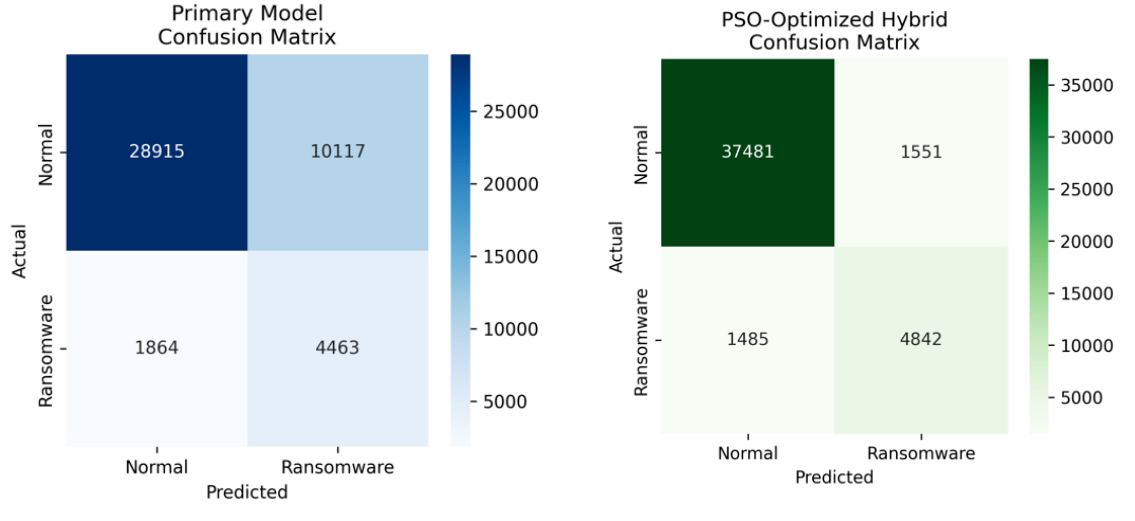 Primary Model
Confusion Matrix
Actual
Normal
Ransomware
28915
10117
1864
4463
Normal
Ransomware
Predicted
25000
20000
15000
10000
5000
PSO-Optimized Hybrid
Confusion Matrix
Actual
Normal
Ransomware
37481
1551
1485
4842
Normal
Ransomware
Predicted
35000
30000
25000
20000
15000
10000
5000